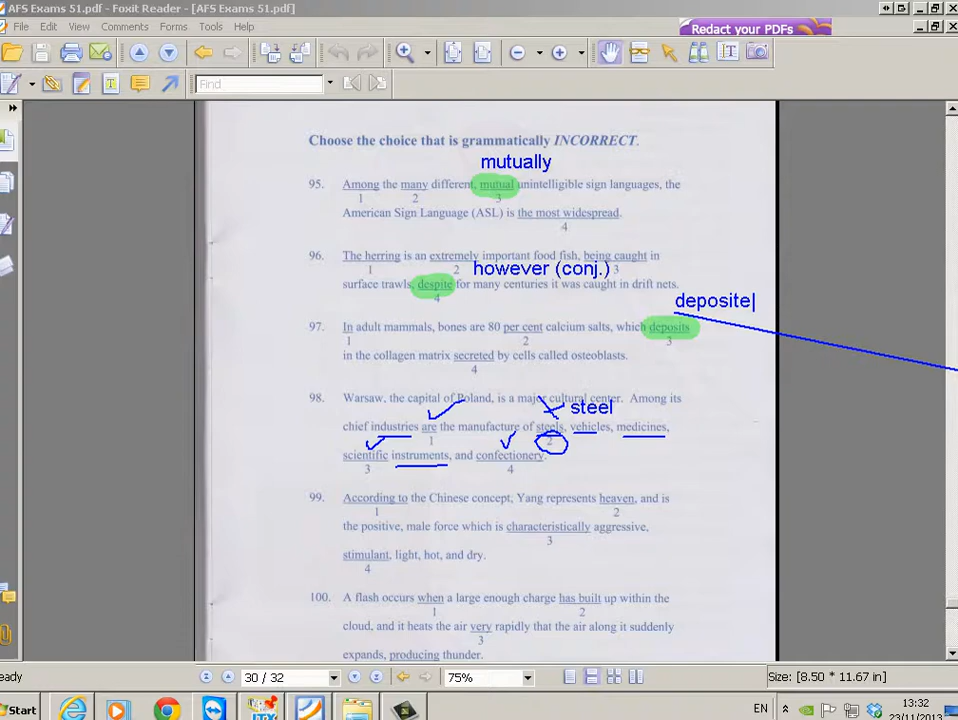 AFS Exams 51.pdf - Foxit Reader - [AFS Exams 51.pdf]
File Edit View Comments Forms Tools Help
Redact your PDFs
Find
Choose the choice that is grammatically INCORRECT.
mutually
95. Among the many different, mutual unintelligible sign languages, the
1 2 3
American Sign Language (ASL) is the most widespread.
4
96. The herring is an extremely important food fish, being caught in
1 2 however (conj.) 3
surface trawls, despite for many centuries it was caught in drift nets.
4
deposite
97. In adult mammals, bones are 80 per cent calcium salts, which deposits
1 2 3
in the collagen matrix secreted by cells called osteoblasts.
4
98. Warsaw, the capital of Poland, is a major cultural center. Among its
steel
chief industries are the manufacture of steels, vehicles, medicines,
1 2
scientific instruments, and confectionery.
3 4
99. According to the Chinese concept, Yang represents heaven, and is
1 2
the positive, male force which is characteristically aggressive,
3
stimulant, light, hot, and dry.
4
100. A flash occurs when a large enough charge has built up within the
1 2
cloud, and it heats the air very rapidly that the air along it suddenly
3
expands, producing thunder.
eady 30 / 32 75% Size: [8.50 * 11.67 in]
Start EN 13:32
23/11/2013